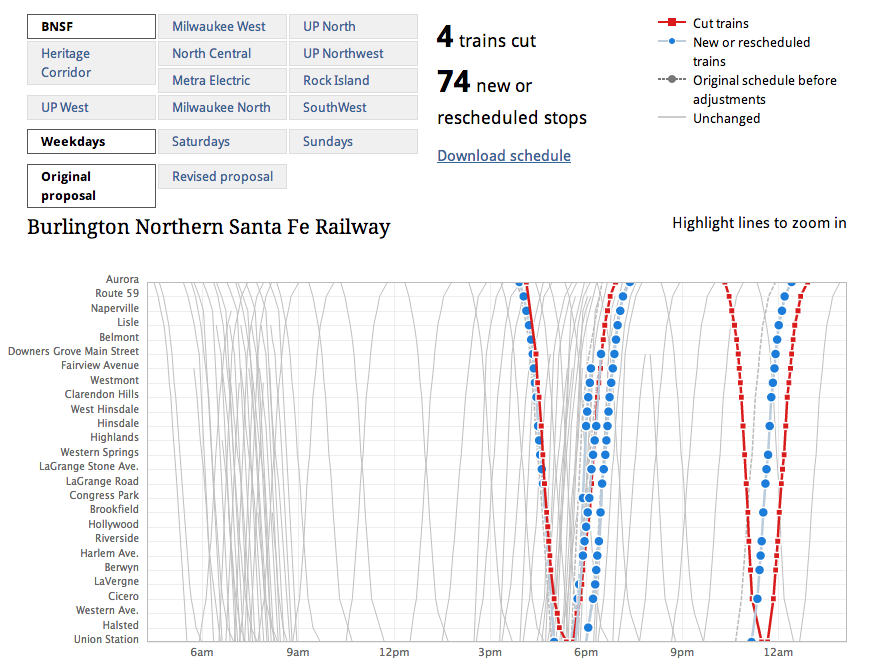 BNSF
Milwaukee West
UP North
Heritage
Corridor
North Central
UP Northwest
Metra Electric
Rock Island
UP West
Milwaukee North
SouthWest
Weekdays
Saturdays
Sundays
Original
proposal
Revised proposal
4 trains cut
74 new or
rescheduled stops
Download schedule
Cut trains
New or rescheduled
trains
Original schedule before
adjustments
Unchanged
Burlington Northern Santa Fe Railway
Highlight lines to zoom in
Aurora
Route 59
Naperville
Lisle
Belmont
Downers Grove Main Street
Fairview Avenue
Westmont
Clarendon Hills
West Hinsdale
Hinsdale
Highlands
Western Springs
LaGrange Stone Ave.
LaGrange Road
Congress Park
Brookfield
Hollywood
Riverside
Harlem Ave.
Berwyn
LaVergne
Cicero
Western Ave.
Halsted
Union Station
6am 9am 12pm 3pm 6pm 9pm 12am